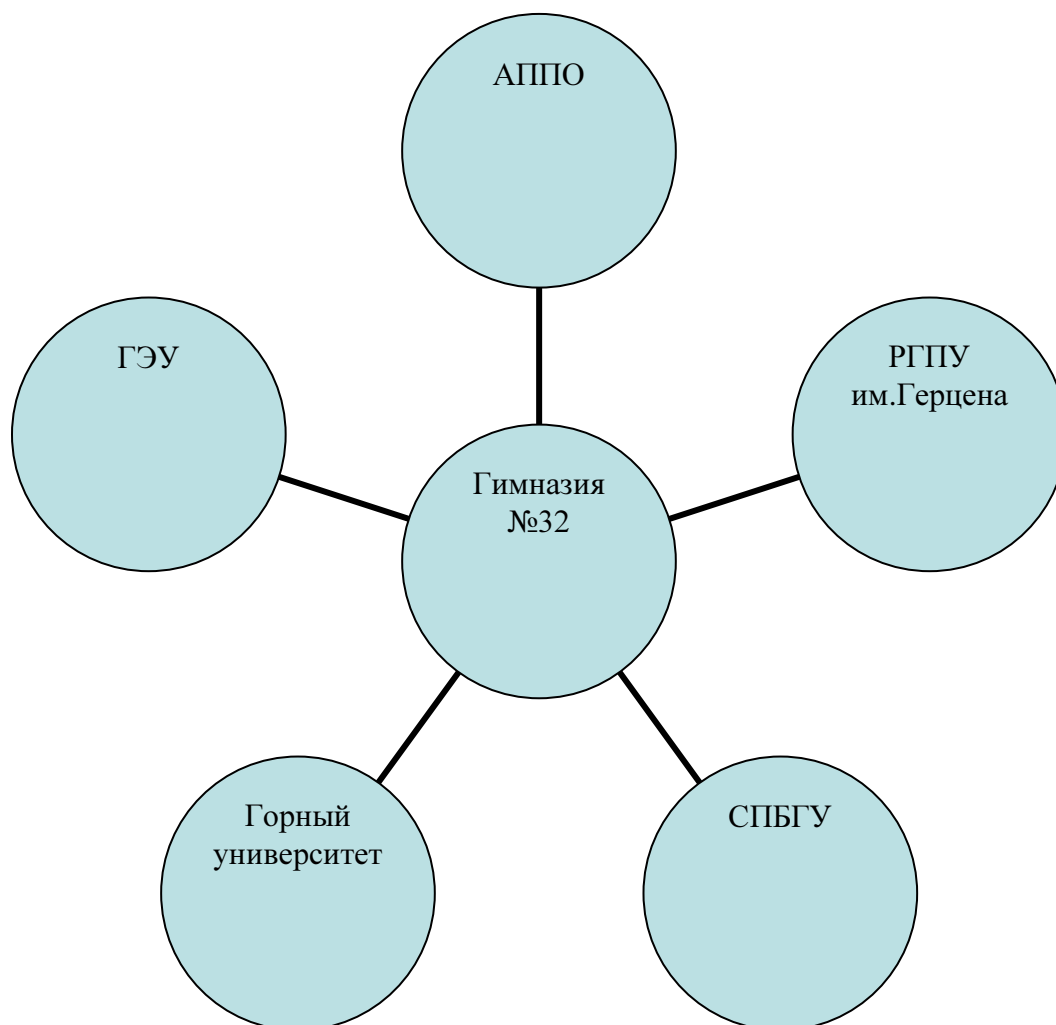 АППО
ГЭУ
РГПУ
им.Герцена
Гимназия
№32
Горный
университет
СПБГУ